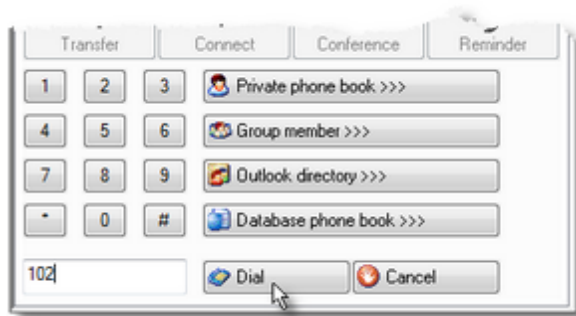 Transfer Connect Conference Reminder
1 2 3 Private phone book >>>
4 5 6 Group member >>>
7 8 9 Outlook directory >>>
* 0 # Database phone book >>>
102 Dial Cancel